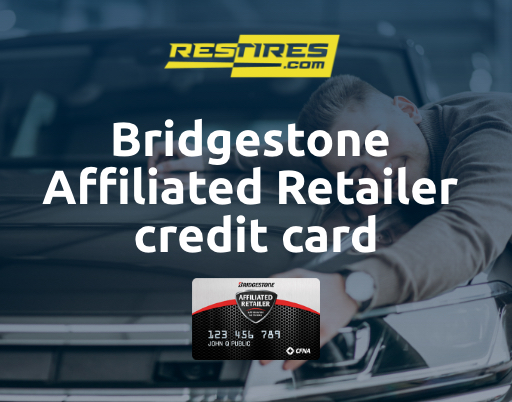 RESTIRES
.COM
Bridgestone
Affiliated Retailer
credit card
BRIDGESTONE
AFFILIATED
RETAILER
123 456 789
JOHN Q PUBLIC
CFNA